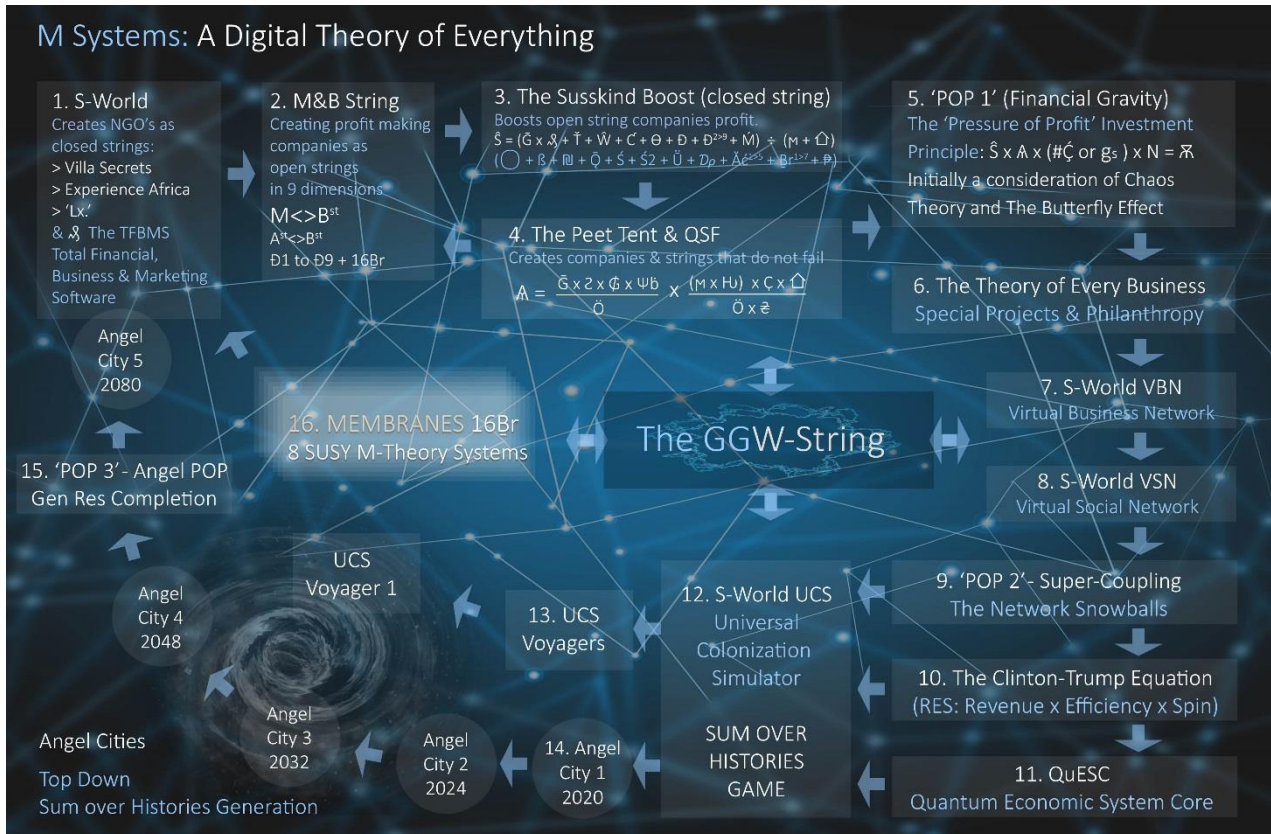 M Systems: A Digital Theory of Everything
1. S-World
Creates NGO's as
closed strings:
> Villa Secrets
> Experience Africa
> 'Lx.'
& The TFBMS
Total Financial,
Business & Marketing
Software
2. M&B String
Creating profit making
companies as
open strings
in 9 dimensions
M<>Bˢᵗ
Aˢᵗ<>Bˢᵗ
Đ1 to Đ9 + 16Br
3. The Susskind Boost (closed string)
Boosts open string companies profit.
4. The Peet Tent & QSF
Creates companies & strings that do not fail
5. 'POP 1' (Financial Gravity)
The 'Pressure of Profit' Investment
Principle:
Initially a consideration of Chaos
Theory and The Butterfly Effect
6. The Theory of Every Business
Special Projects & Philanthropy
7. S-World VBN
Virtual Business Network
8. S-World VSN
Virtual Social Network
9. 'POP 2'- Super-Coupling
The Network Snowballs
10. The Clinton-Trump Equation
(RES: Revenue x Efficiency x Spin)
11. QuESC
Quantum Economic System Core
12. S-World UCS
Universal
Colonization
Simulator
SUM OVER
HISTORIES
GAME
13. UCS
Voyagers
UCS
Voyager 1
14. Angel
City 1
2020
Angel
City 2
2024
Angel
City 3
2032
Angel
City 4
2048
15. 'POP 3'- Angel POP
Gen Res Completion
Angel
City 5
2080
16. MEMBRANES 16Br
8 SUSY M-Theory Systems
The GGW-String
Angel Cities
Top Down
Sum over Histories Generation